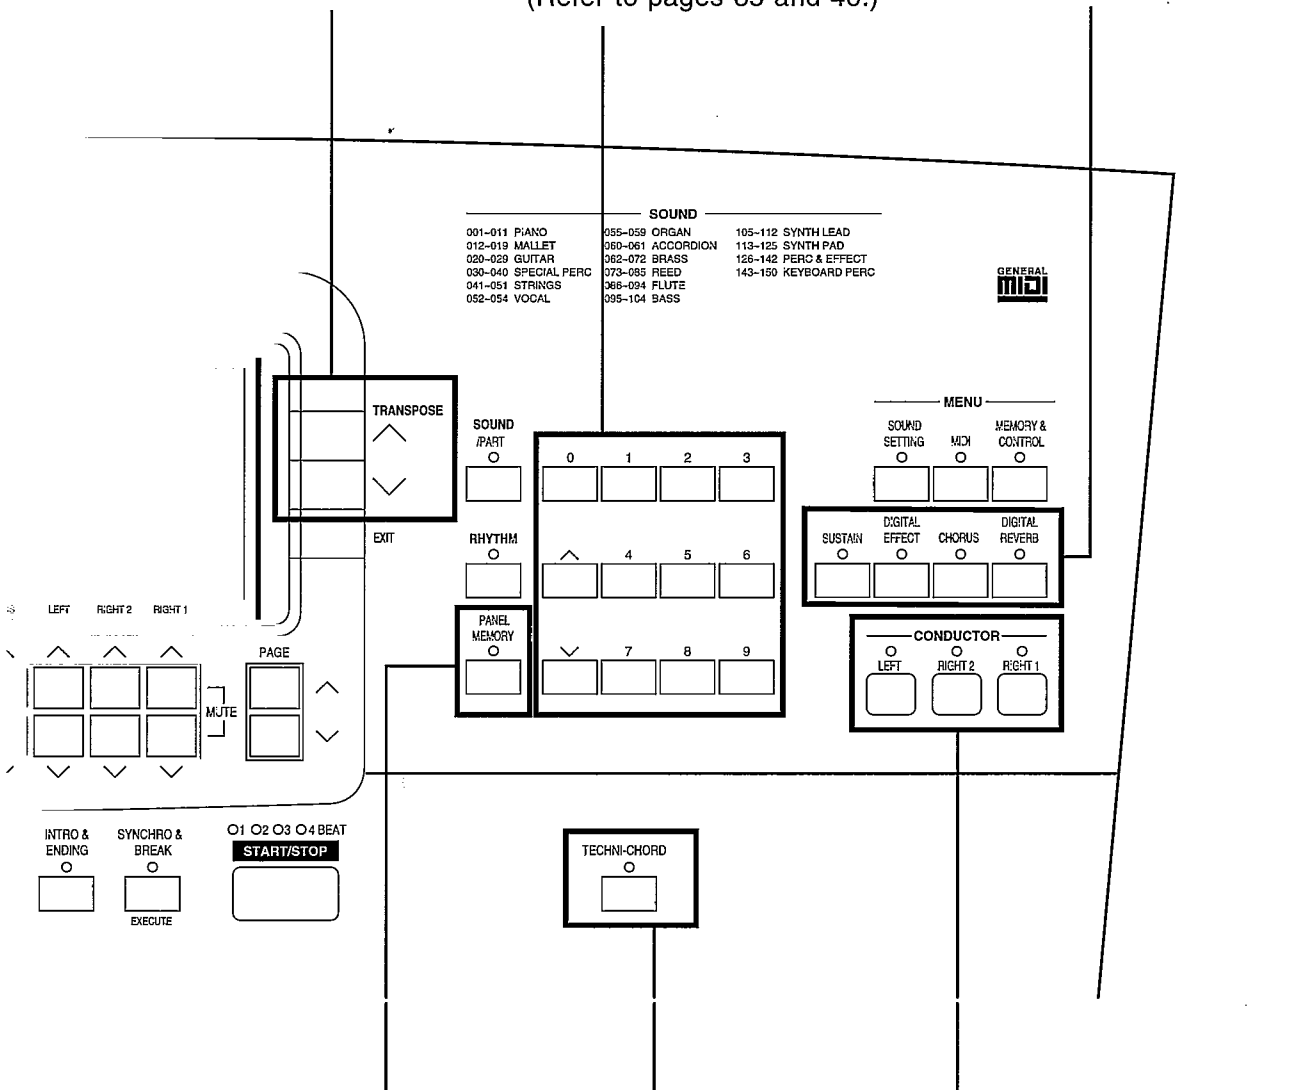 (Refer to pages 35 and 40.)
SOUND
001–011 PIANO
012–019 MALLET
020–029 GUITAR
030–040 SPECIAL PERC
041–051 STRINGS
052–054 VOCAL
055–059 ORGAN
060–061 ACCORDION
062–072 BRASS
073–085 REED
086–094 FLUTE
095–104 BASS
105–112 SYNTH LEAD
113–125 SYNTH PAD
126–142 PERC & EFFECT
143–150 KEYBOARD PERC
GENERAL
MIDI
TRANSPOSE
EXIT
SOUND
/PART
RHYTHM
PANEL
MEMORY
0 1 2 3
4 5 6
7 8 9
MENU
SOUND
SETTING
MIDI
MEMORY &
CONTROL
SUSTAIN
DIGITAL
EFFECT
CHORUS
DIGITAL
REVERB
CONDUCTOR
LEFT
RIGHT 2
RIGHT 1
LEFT
RIGHT 2
RIGHT 1
MUTE
PAGE
INTRO &
ENDING
SYNCHRO &
BREAK
EXECUTE
1 2 3 4 BEAT
START/STOP
TECHNI-CHORD